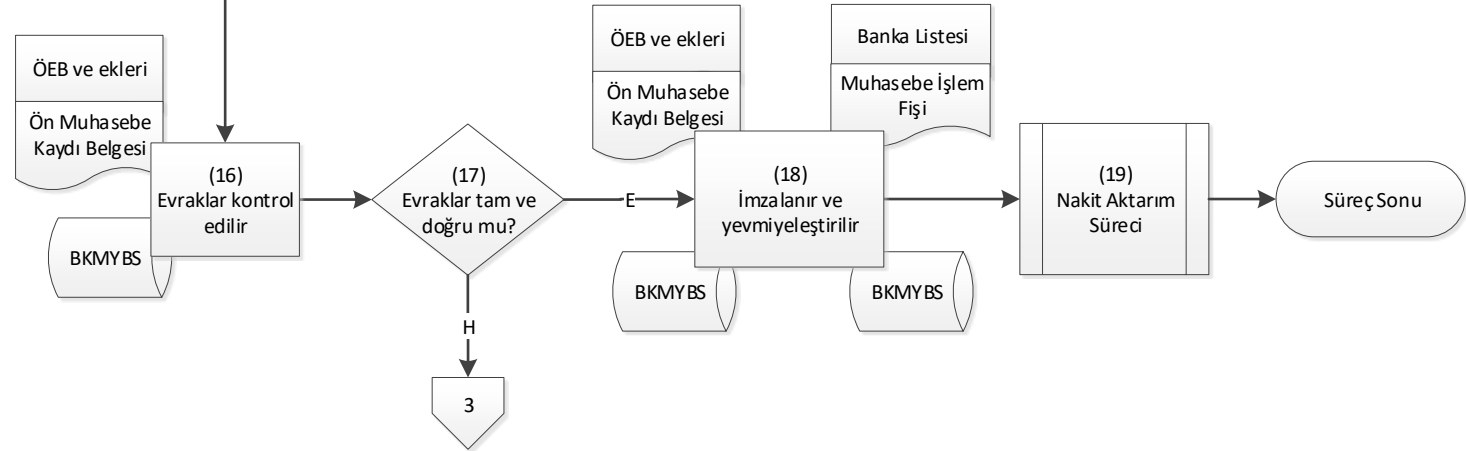 ÖEB ve ekleri
Ön Muhasebe
Kaydı Belgesi
(16)
Evraklar kontrol
edilir
BKMYBS
(17)
Evraklar tam ve
doğru mu?
E
H
3
ÖEB ve ekleri
Ön Muhasebe
Kaydı Belgesi
Banka Listesi
Muhasebe İşlem
Fişi
(18)
İmzalanır ve
yevmiyeleştirilir
BKMYBS
BKMYBS
(19)
Nakit Aktarım
Süreci
Süreç Sonu